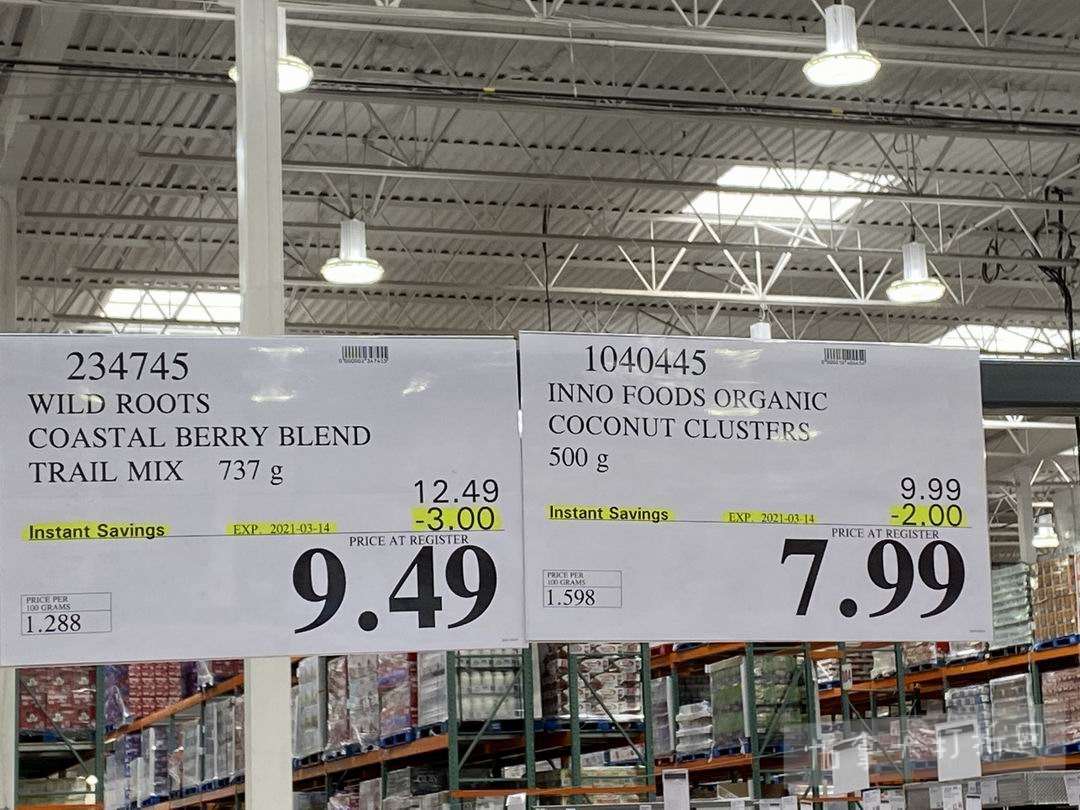 234745
WILD ROOTS
COASTAL BERRY BLEND
TRAIL MIX 737 g
12.49
Instant Savings EXP. 2021-03-14 -3.00
PRICE AT REGISTER
9.49
PRICE PER
100 GRAMS
1.288
1040445
INNO FOODS ORGANIC
COCONUT CLUSTERS
500 g
9.99
Instant Savings EXP. 2021-03-14 -2.00
PRICE AT REGISTER
7.99
PRICE PER
100 GRAMS
1.598